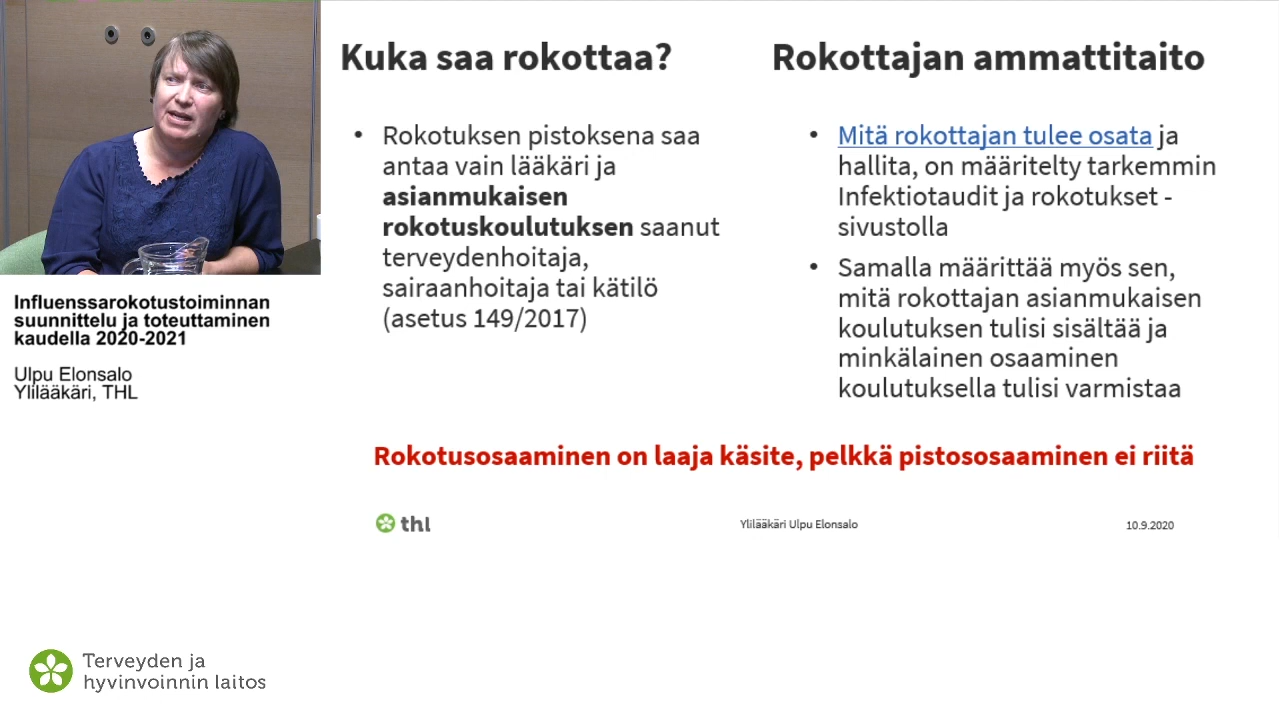 Kuka saa rokottaa?
Rokotuksen pistoksena saa
antaa vain lääkäri ja
asianmukaisen
rokotuskoulutuksen saanut
terveydenhoitaja,
sairaanhoitaja tai kätilö
(asetus 149/2017)
Rokottajan ammattitaito
Mitä rokottajan tulee osata ja
hallita, on määritelty tarkemmin
Infektiotaudit ja rokotukset -
sivustolla
Samalla määrittää myös sen,
mitä rokottajan asianmukaisen
koulutuksen tulisi sisältää ja
minkälainen osaaminen
koulutuksella tulisi varmistaa
Rokotusosaaminen on laaja käsite, pelkkä pistososaaminen ei riitä
thl
Ylilääkäri Ulpu Elonsalo
10.9.2020
Influenssarokotustoiminnan
suunnittelu ja toteuttaminen
kaudella 2020-2021
Ulpu Elonsalo
Ylilääkäri, THL
Terveyden ja
hyvinvoinnin laitos